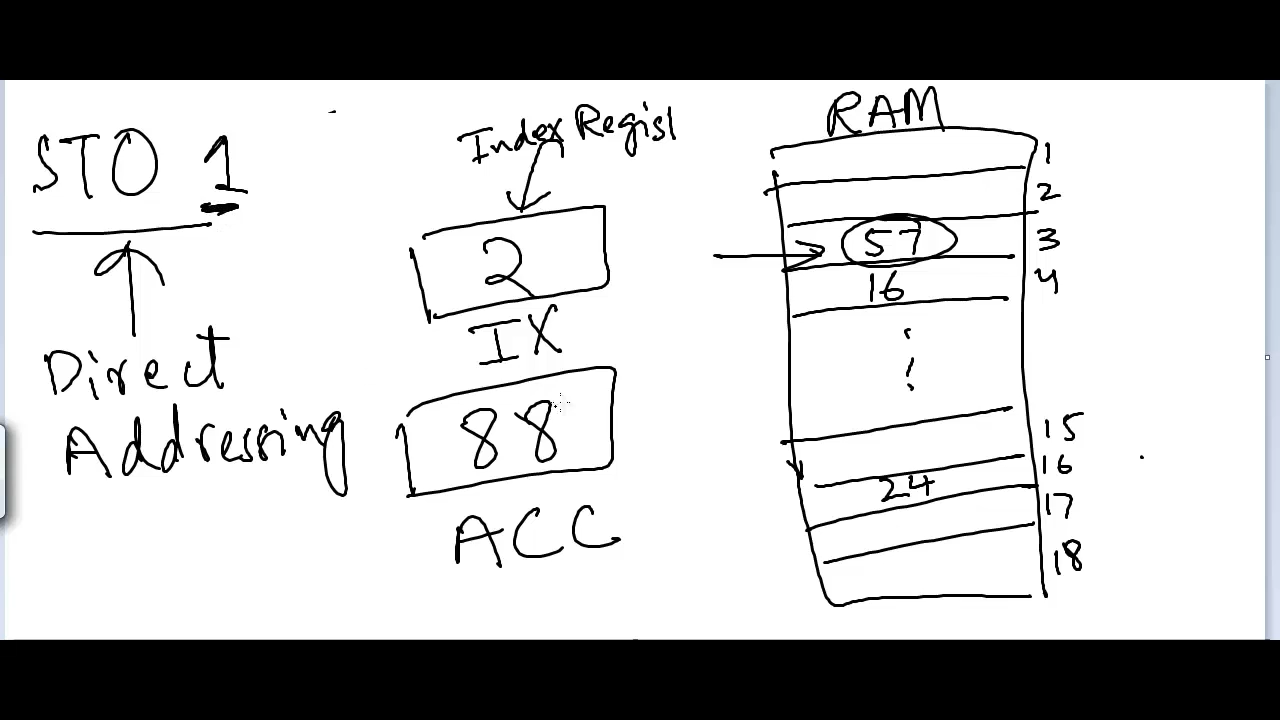 STO 1
Direct
Addressing
Index Regist
2
IX
88
ACC
RAM
1
2
57 3
16 4
15
16
24
17
18